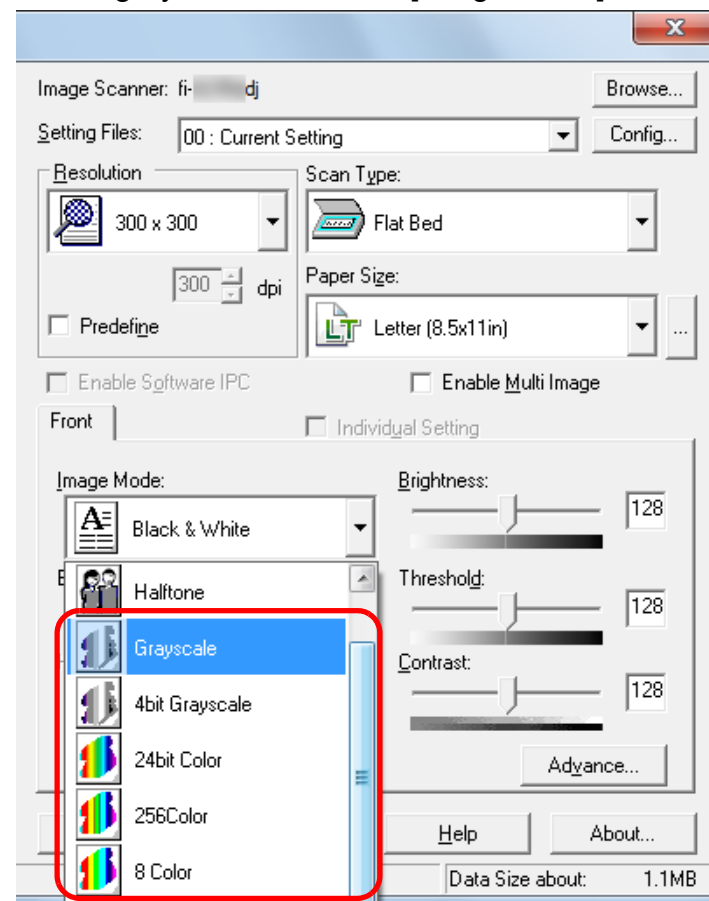 x
Image Scanner: fi- dj
Browse...
Setting Files:
00 : Current Setting
Config...
Resolution
Scan Type:
300 x 300
Flat Bed
300
dpi
Paper Size:
Predefine
LT
Letter (8.5x11in)
...
Enable Software IPC
Enable Multi Image
Front
Individual Setting
Image Mode:
Brightness:
A
Black & White
128
Halftone
Threshold:
128
Grayscale
Contrast:
4bit Grayscale
128
24bit Color
Advance...
256Color
Help
About...
8 Color
Data Size about:
1.1MB